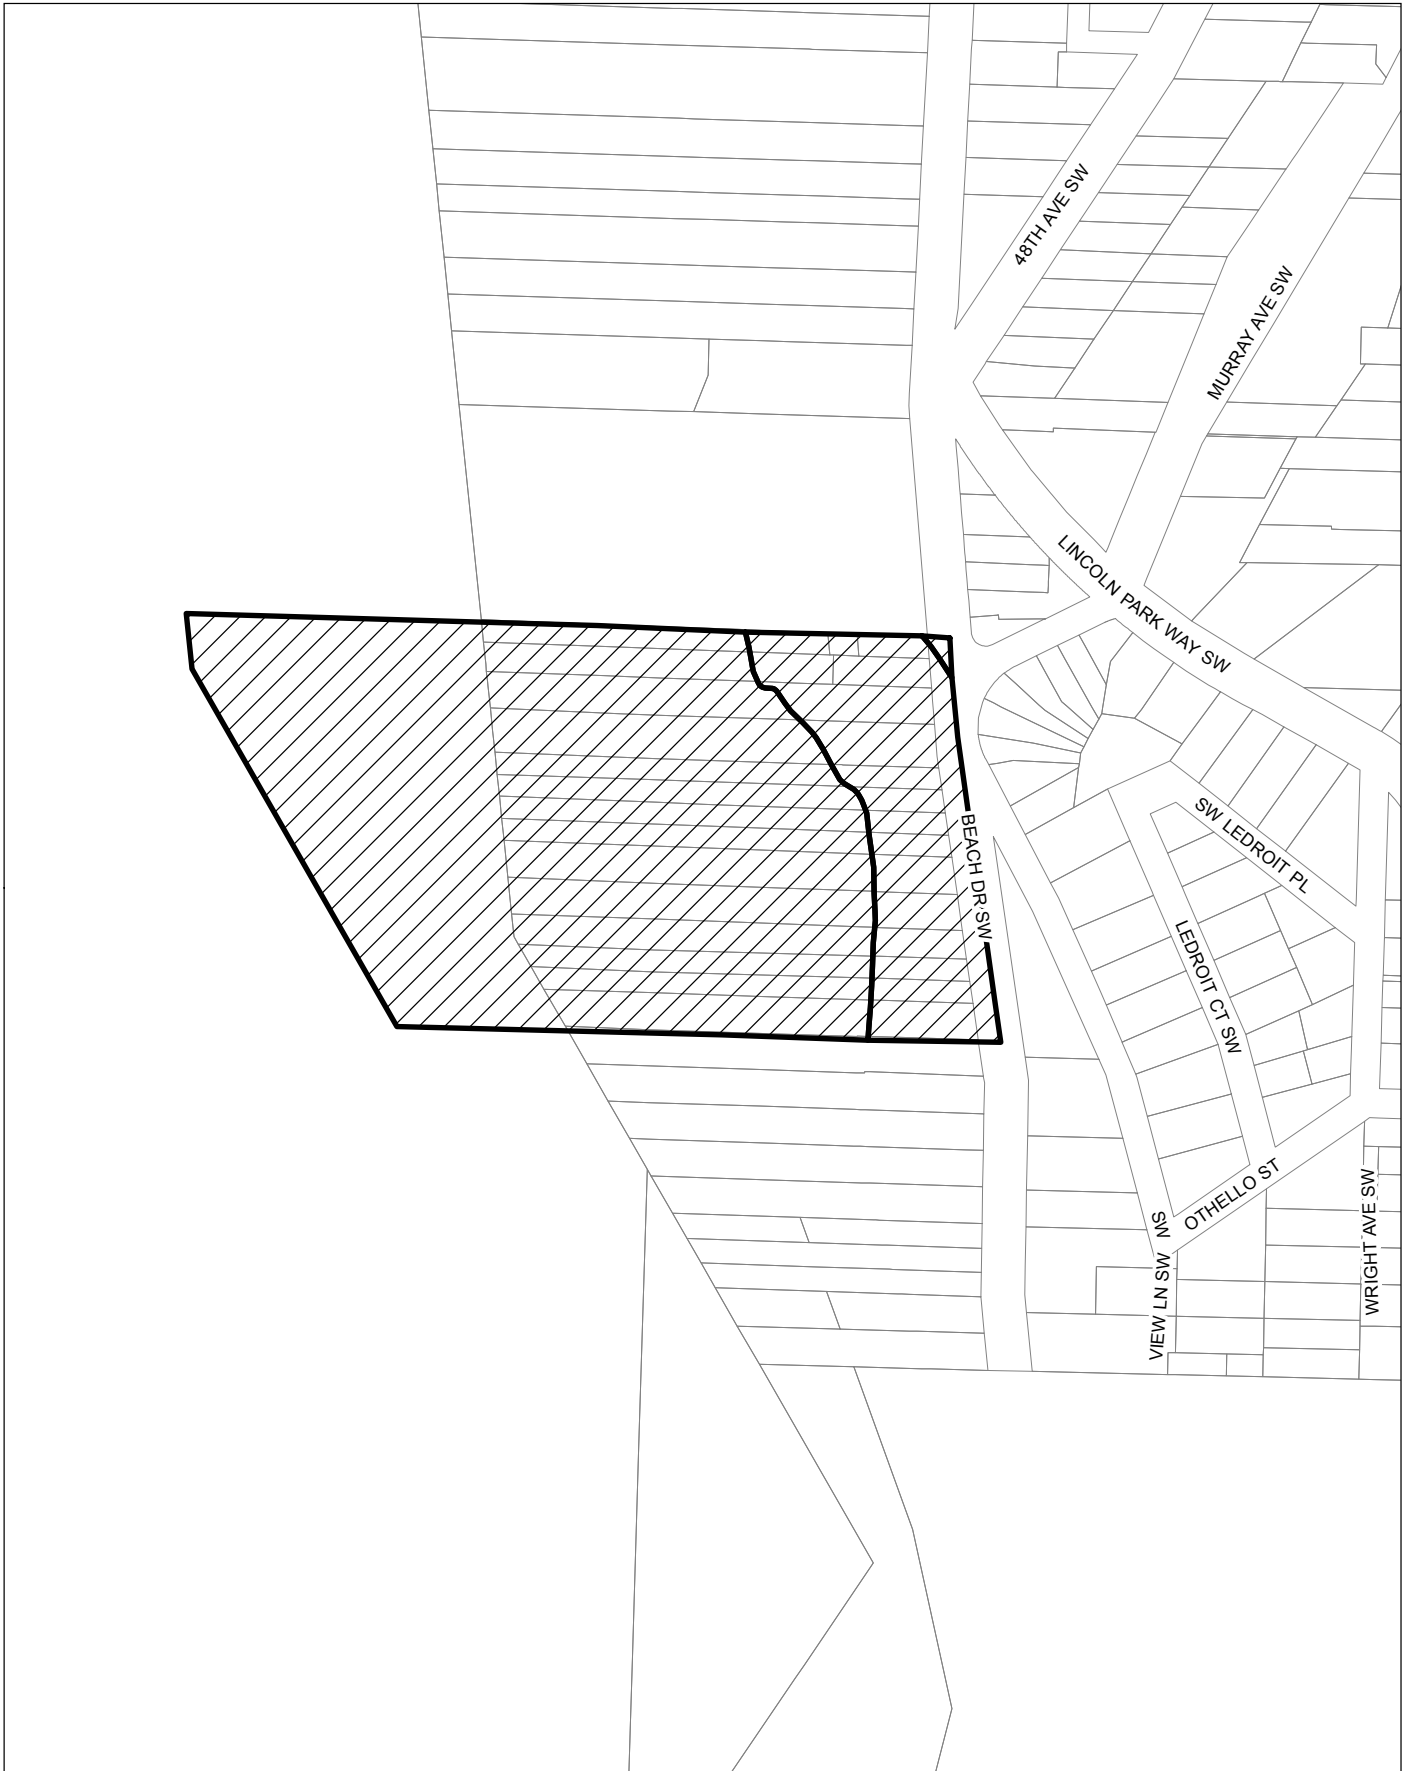 48TH AVE SW
MURRAY AVE SW
LINCOLN PARK WAY SW
BEACH DR SW
SW LEDROIT PL
LEDROIT CT SW
OTHELLO ST
SW
VIEW LN SW
WRIGHT AVE SW